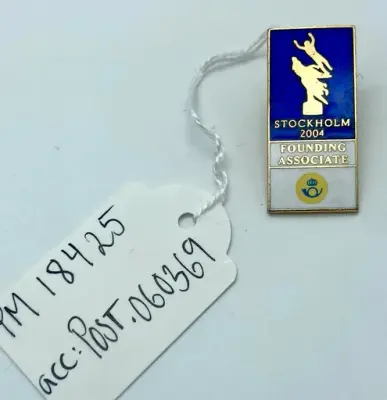 STOCKHOLM
2004
FOUNDING
ASSOCIATE
PM 18425
acc: Post. 060369